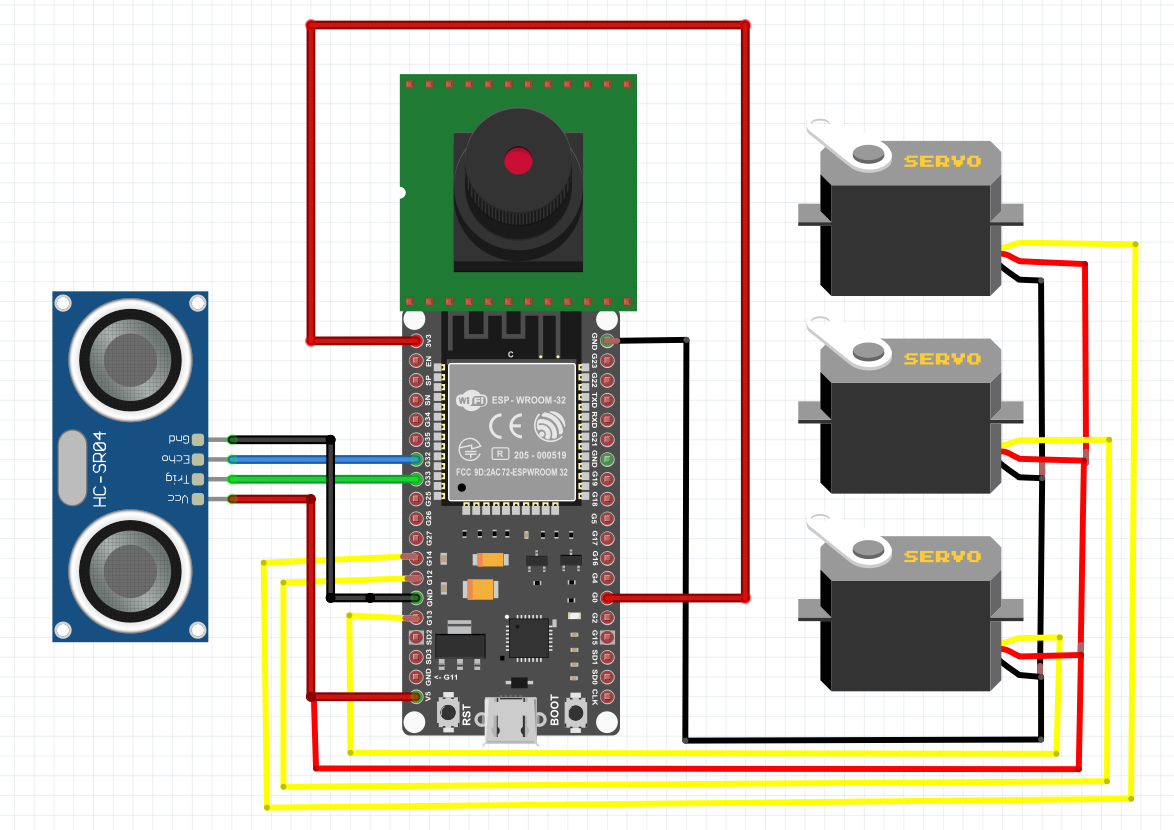 SERVO
SERVO
SERVO
HC-SR04
Gnd
Echo
Trig
Vcc
3v3
EN
SP
SN
G34
G35
G32
G33
G25
G26
G27
G14
G12
GND
G13
SD2
SD3
GND
V5
C
WiFi
ESP-WROOM-32
CE
R
205-000519
FCC 9D:2AC72-ESPWROOM 32
GND
G23
G22
TXD
RXD
G21
GND
G19
G18
G5
G17
G16
G4
G0
G2
G15
SD1
SD0
CLK
<- G11
RST
BOOT